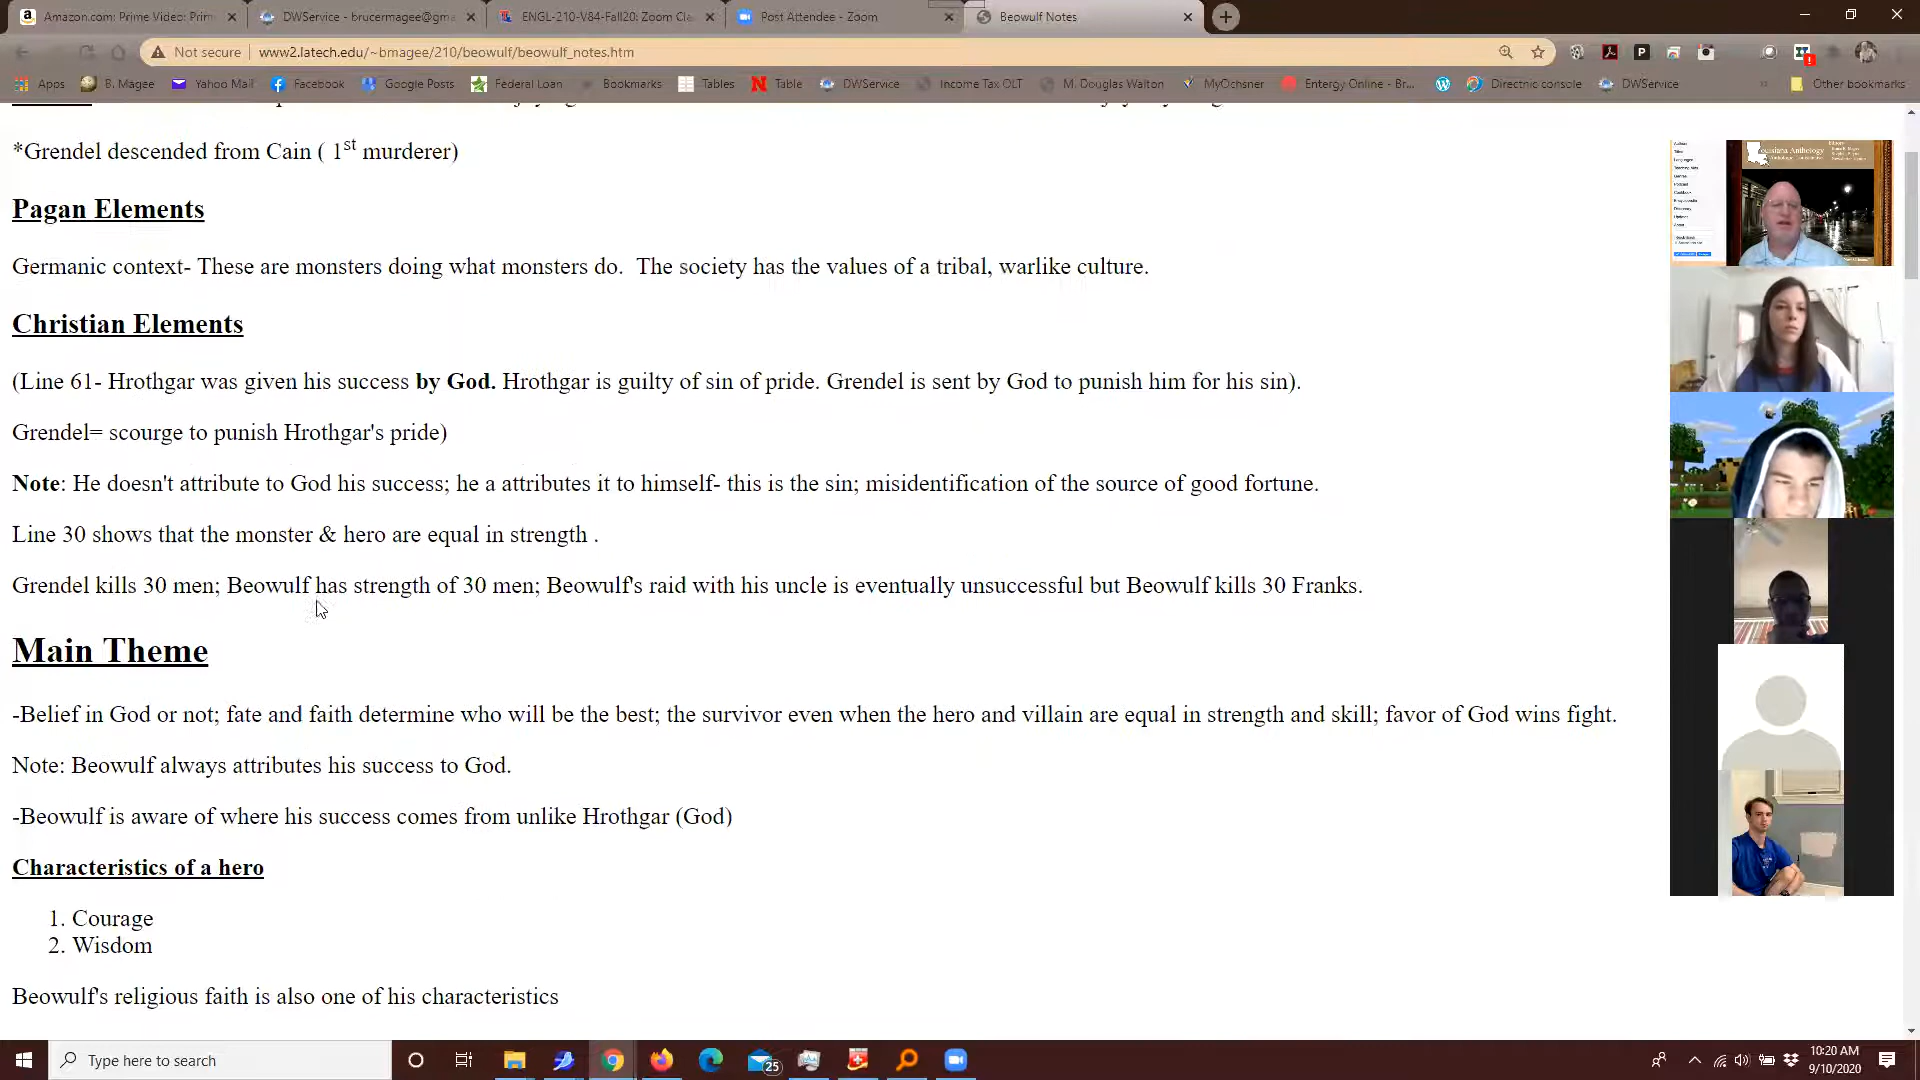 Amazon.com: Prime Video: Prim
DWService - brucermagee@gm
ENGL-210-V84-Fall20: Zoom Cla
Post Attendee - Zoom
Beowulf Notes
Not secure
www2.latech.edu/~bmagee/210/beowulf/beowulf_notes.htm
Apps
B. Magee
Yahoo Mail
Facebook
Google Posts
Federal Loan
Bookmarks
Tables
Table
DWService
Income Tax OLT
M. Douglas Walton
MyOchsner
Entergy Online - Br...
Directnic console
DWService
Other bookmarks
*Grendel descended from Cain ( 1st murderer)
Pagan Elements
Germanic context- These are monsters doing what monsters do.  The society has the values of a tribal, warlike culture.
Christian Elements
(Line 61- Hrothgar was given his success by God. Hrothgar is guilty of sin of pride. Grendel is sent by God to punish him for his sin).
Grendel= scourge to punish Hrothgar's pride)
Note: He doesn't attribute to God his success; he a attributes it to himself- this is the sin; misidentification of the source of good fortune.
Line 30 shows that the monster & hero are equal in strength .
Grendel kills 30 men; Beowulf has strength of 30 men; Beowulf's raid with his uncle is eventually unsuccessful but Beowulf kills 30 Franks.
Main Theme
-Belief in God or not; fate and faith determine who will be the best; the survivor even when the hero and villain are equal in strength and skill; favor of God wins fight.
Note: Beowulf always attributes his success to God.
-Beowulf is aware of where his success comes from unlike Hrothgar (God)
Characteristics of a hero
1. Courage
2. Wisdom
Beowulf's religious faith is also one of his characteristics
ouisiana Anthology
Type here to search
25
10:20 AM
9/10/2020